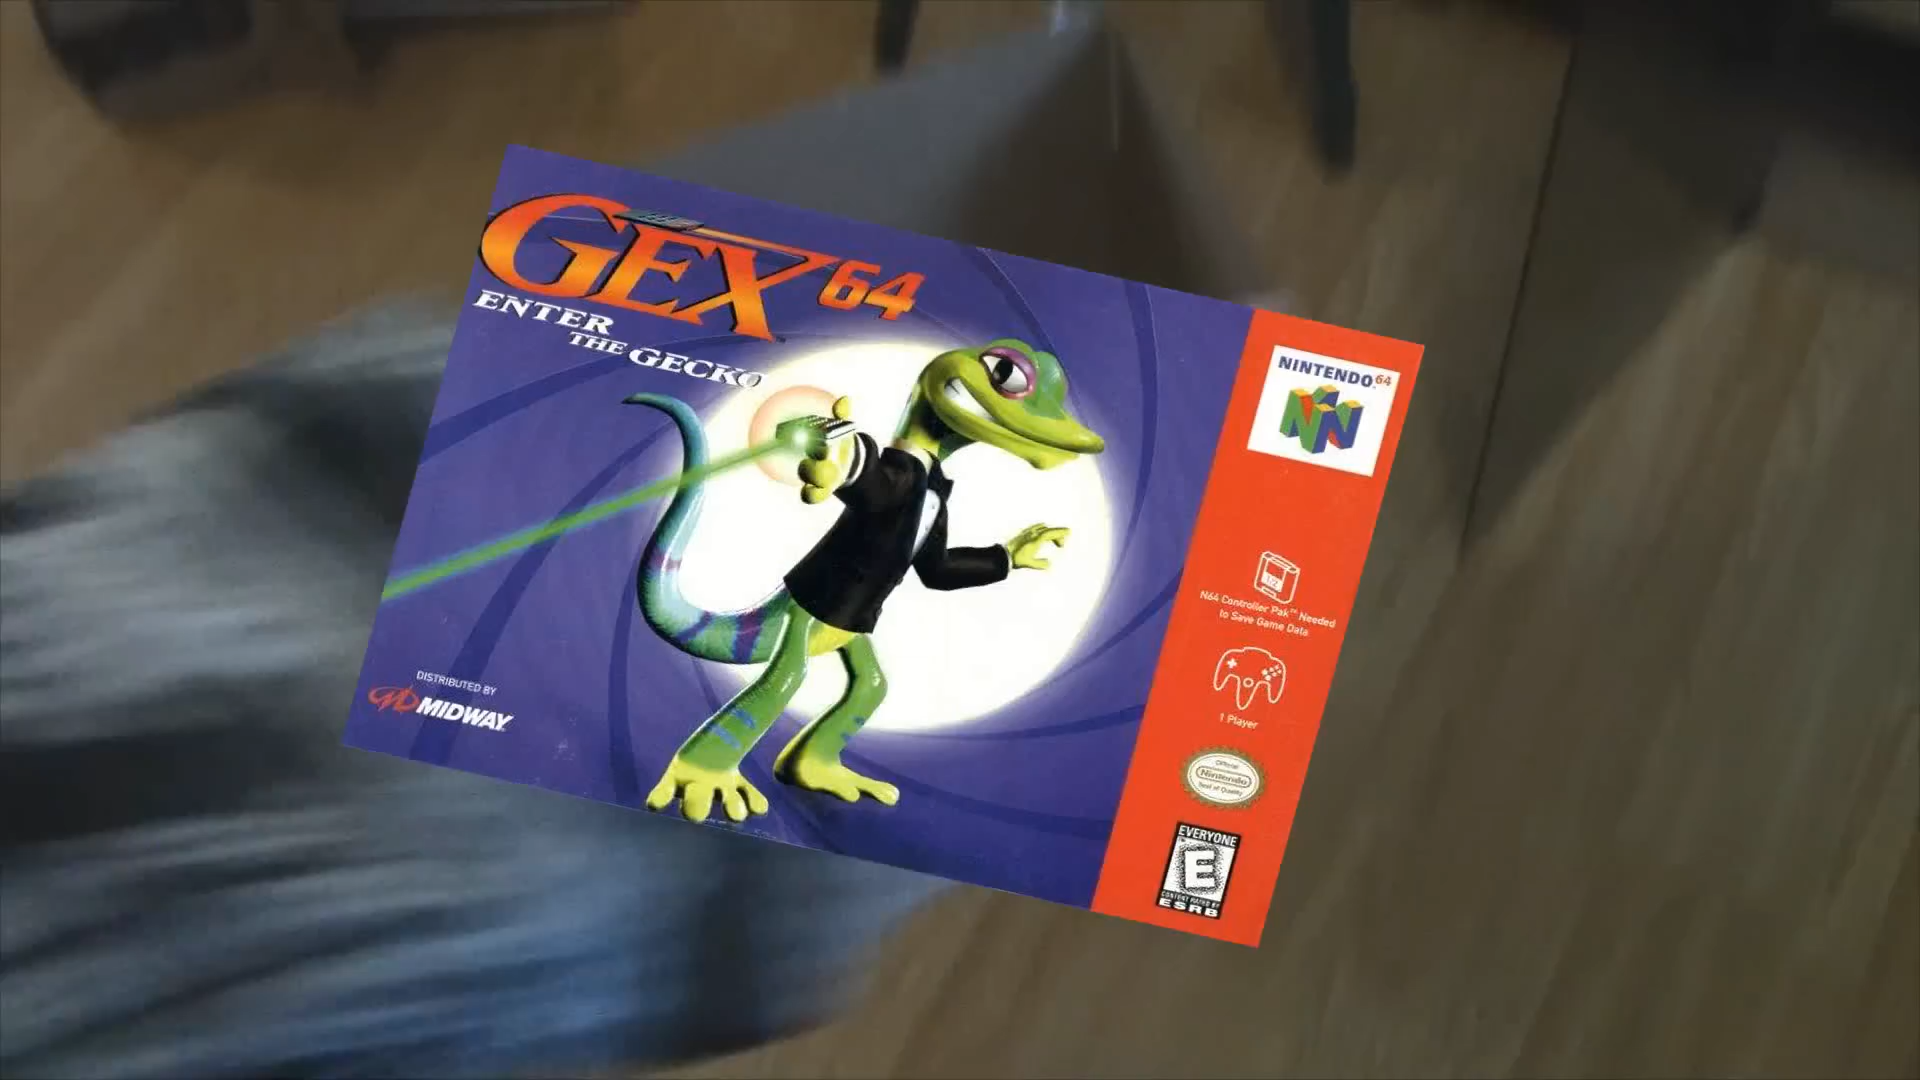 GEX 64
ENTER
THE GECKO
DISTRIBUTED BY
MIDWAY
NINTENDO 64
N64 Controller Pak™ Needed
to Save Game Data
1 Player
Official
Nintendo
Seal of Quality
EVERYONE
E
CONTENT RATED BY
ESRB